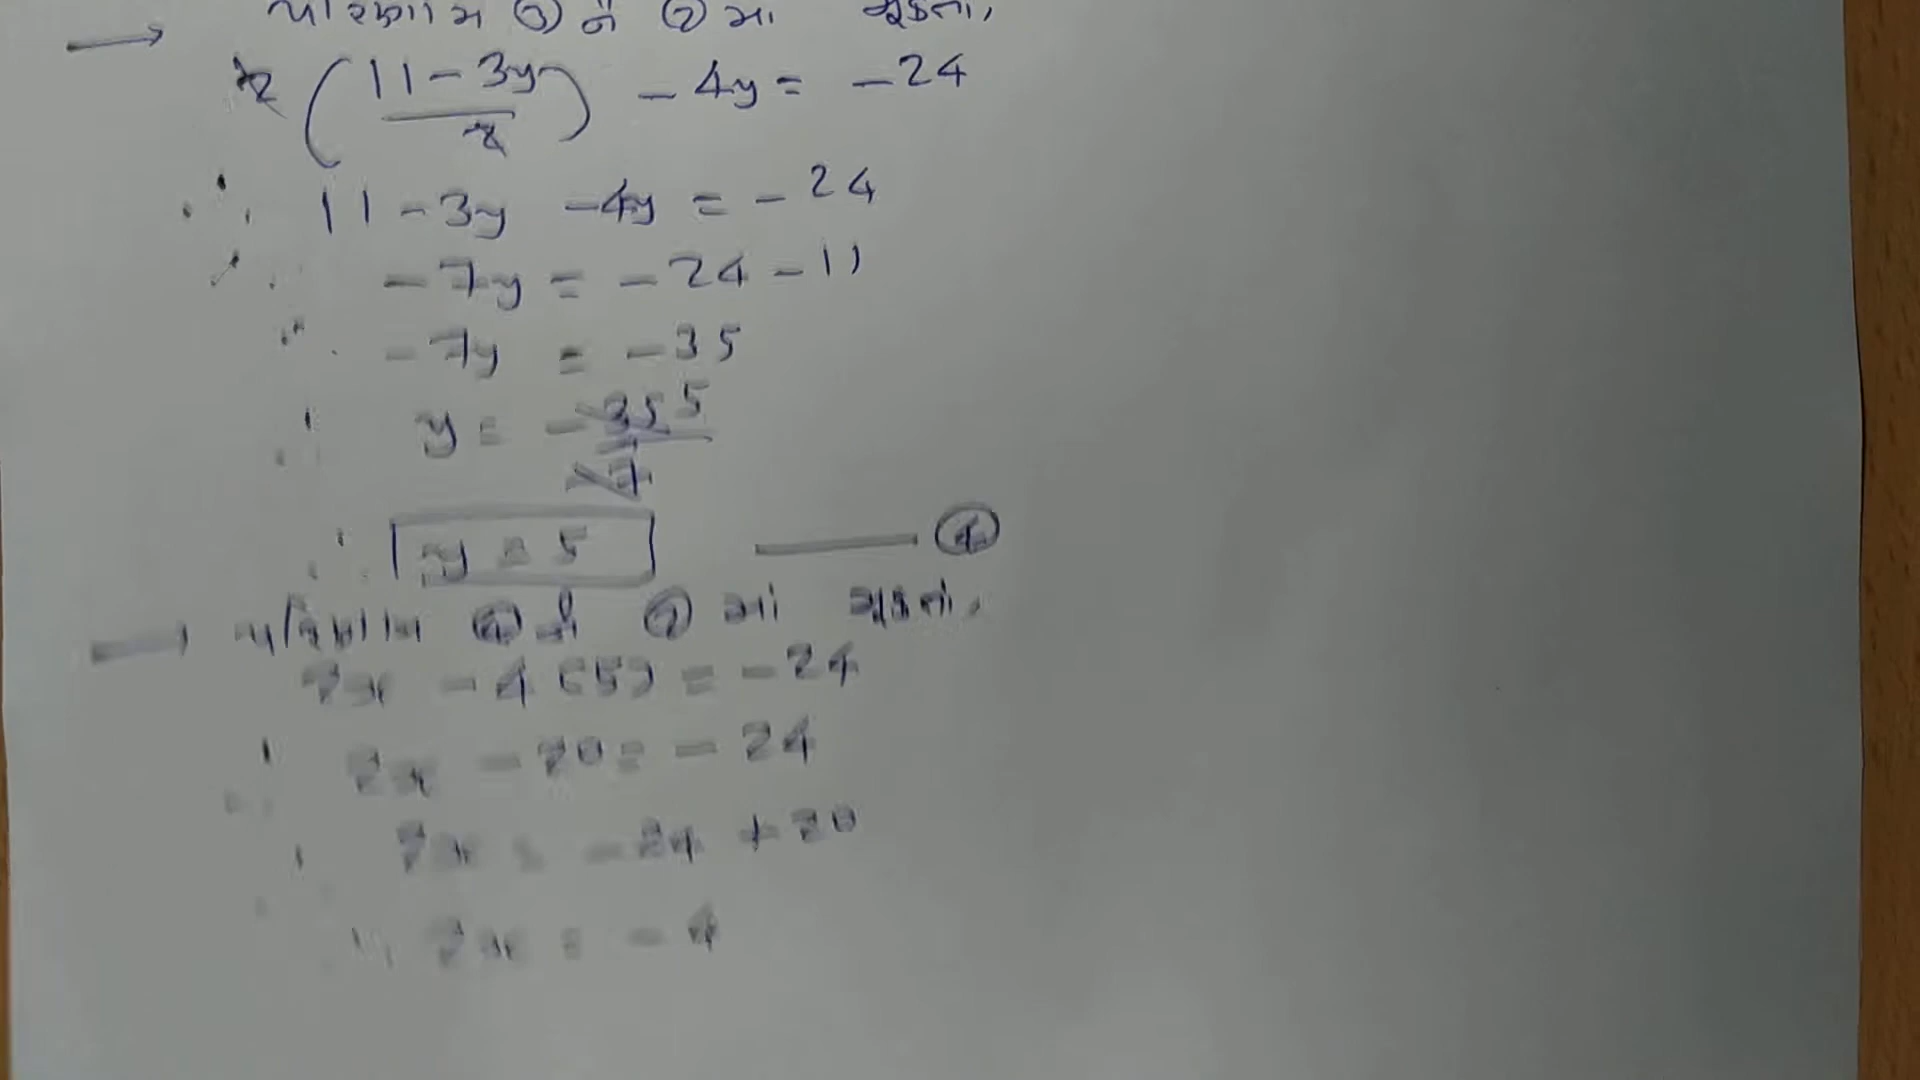 પરિણામ ③ ને ② માં મૂકતા,
2 (11 - 3y / 2) - 4y = - 24
∴ 11 - 3y - 4y = - 24
∴ - 7y = - 24 - 11
∴ - 7y = - 35
∴ y = - 35 5 / - 7
∴ y = 5 ——— ④
→ પરિણામ ④ ને ② માં મૂકતા,
2x - 4(5) = - 24
∴ 2x - 20 = - 24
∴ 2x = - 24 + 20
∴ 2x = - 4